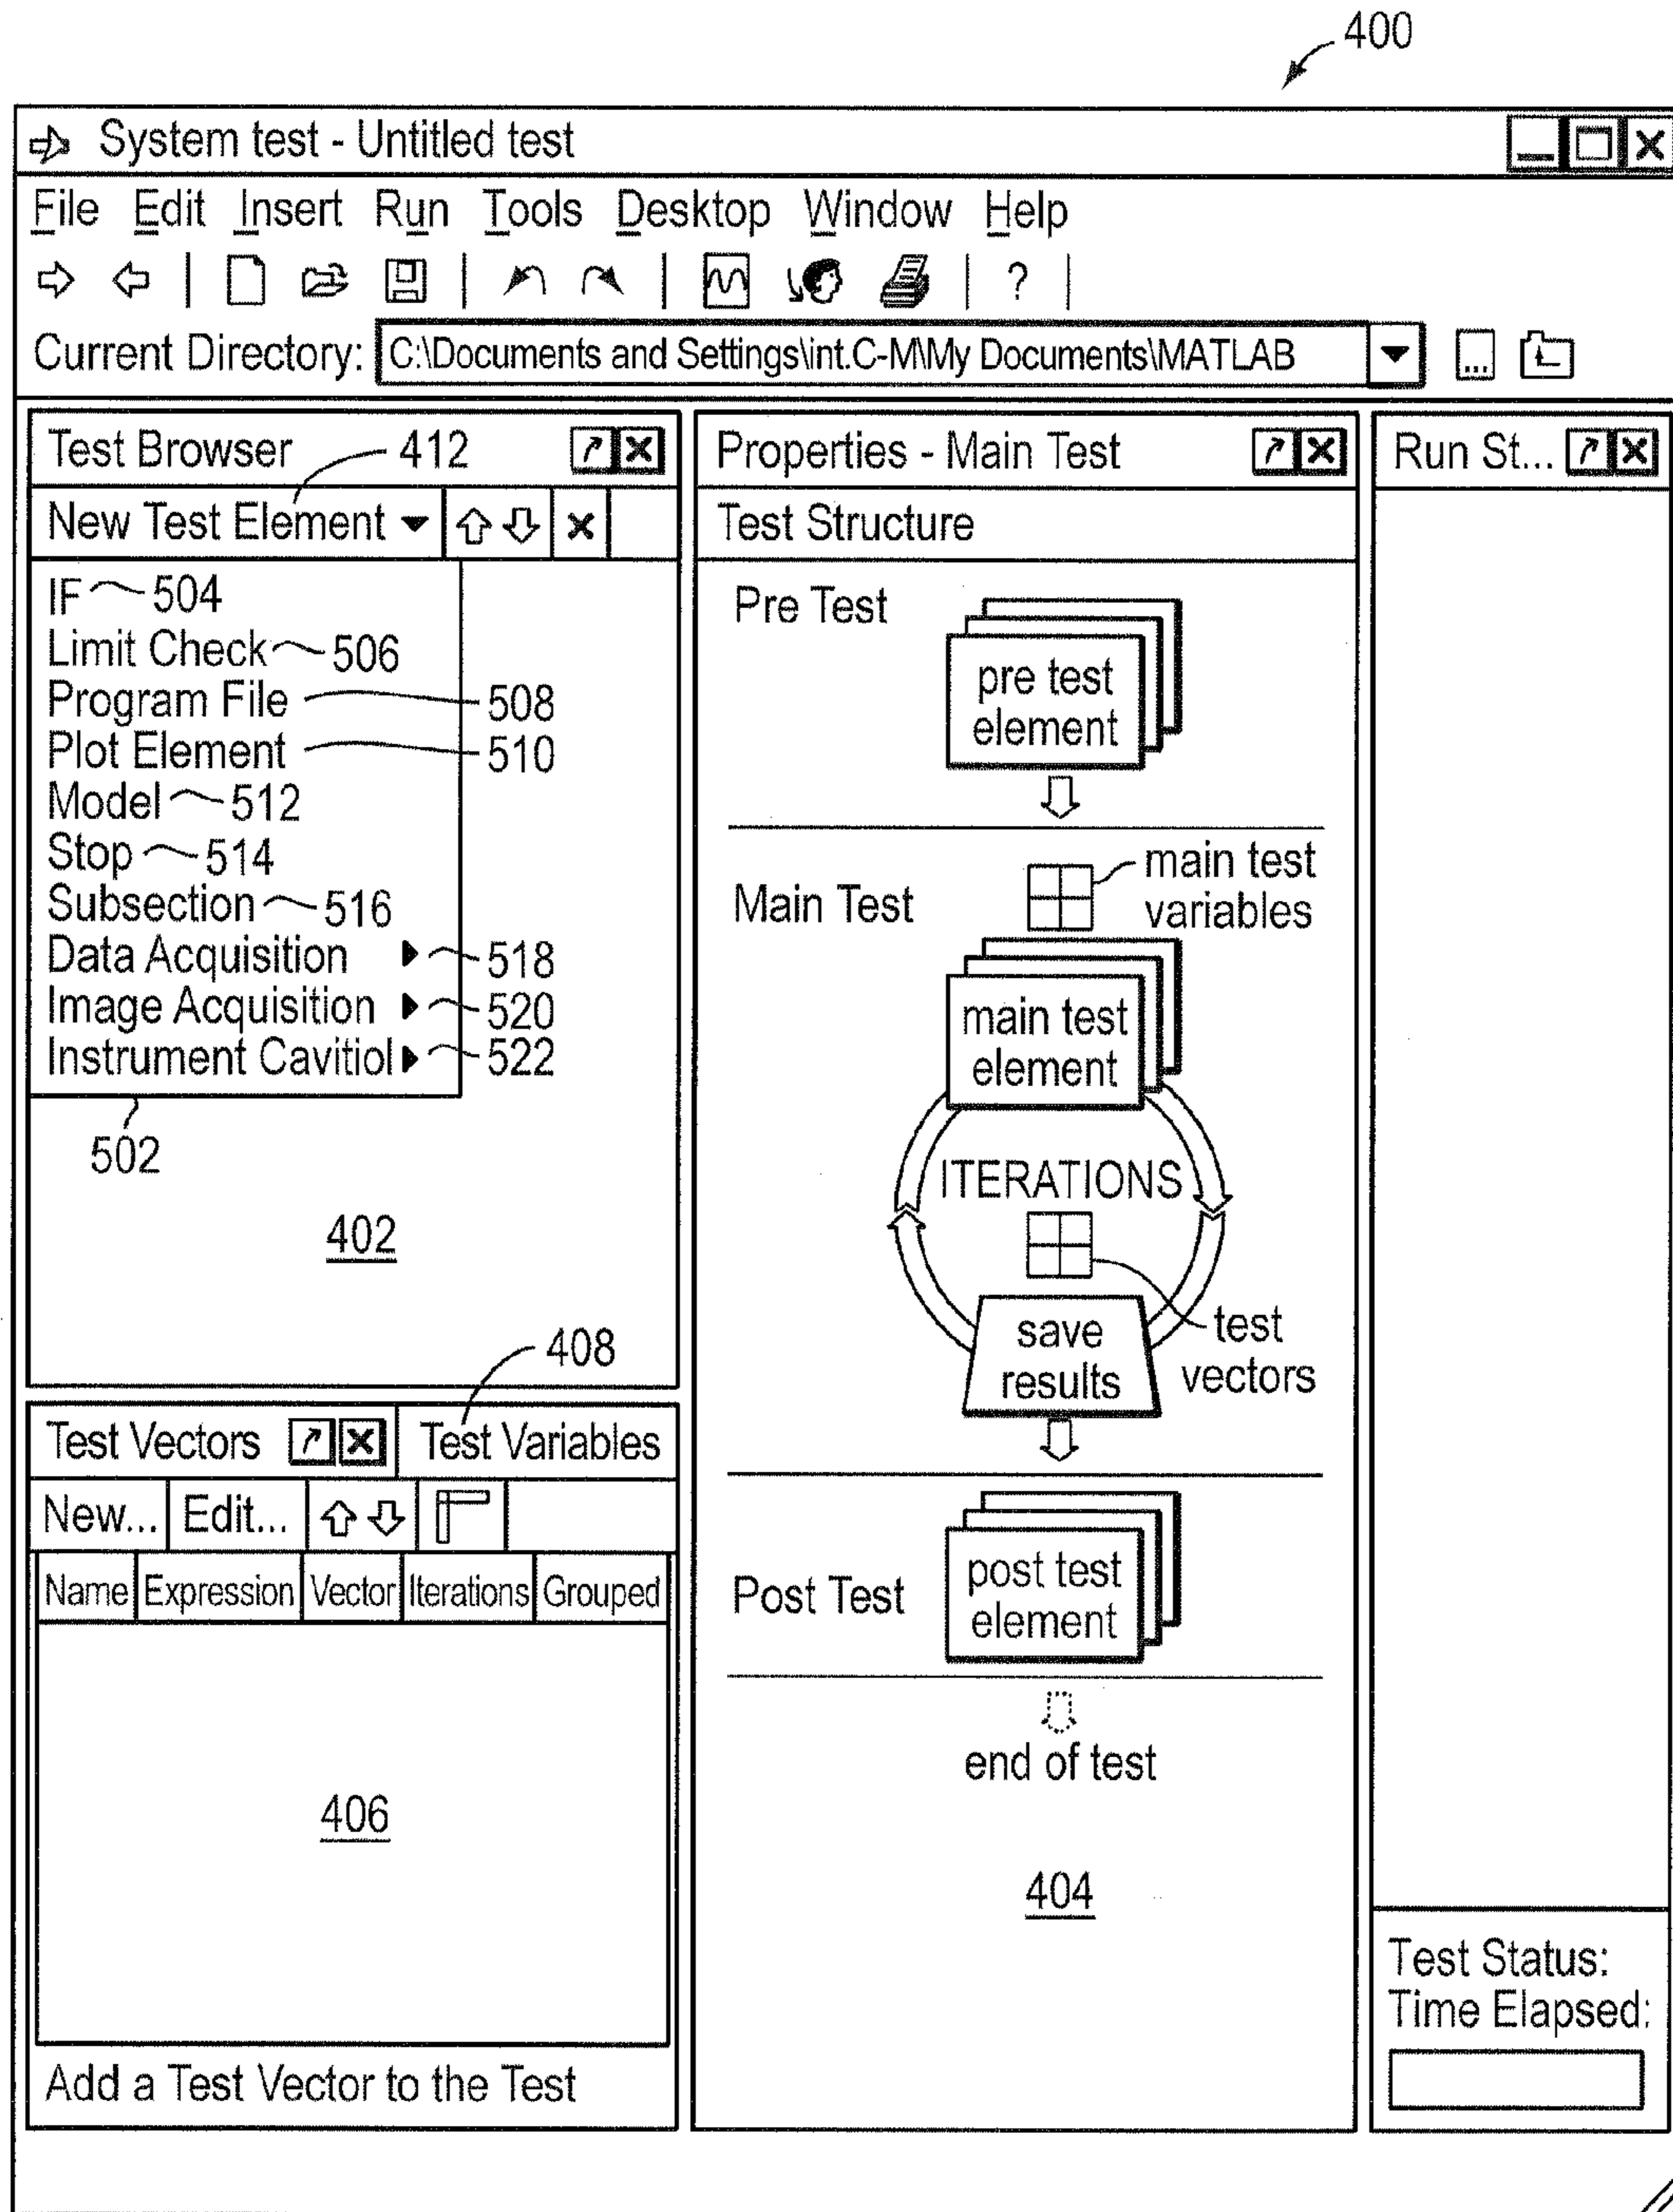 400
System test - Untitled test
File Edit Insert Run Tools Desktop Window Help
?
Current Directory: C:\Documents and Settings\int.C-M\My Documents\MATLAB ...
Test Browser 412
New Test Element
IF 504
Limit Check 506
Program File 508
Plot Element 510
Model 512
Stop 514
Subsection 516
Data Acquisition 518
Image Acquisition 520
Instrument Cavitiol 522
502
402
408
Test Vectors Test Variables
New... Edit...
Name Expression Vector Iterations Grouped
406
Add a Test Vector to the Test
Properties - Main Test
Test Structure
Pre Test
pre test
element
Main Test
main test
variables
main test
element
ITERATIONS
save
results
test
vectors
Post Test
post test
element
end of test
404
Run St...
Test Status:
Time Elapsed: